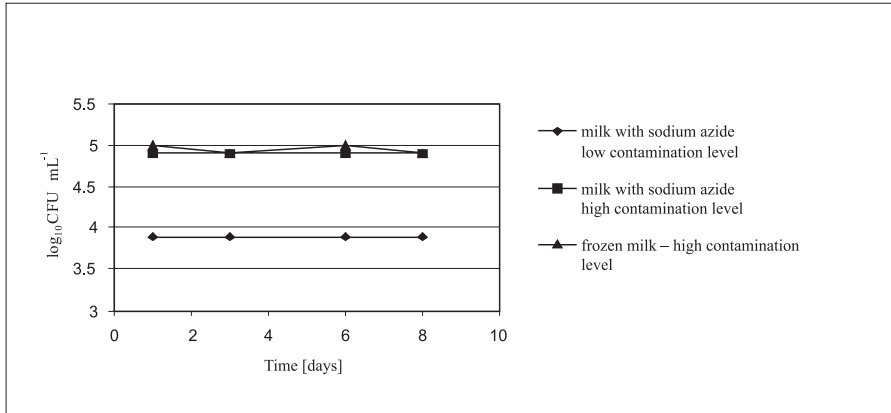 5.5
5
4.5
4
3.5
3
0 2 4 6 8 10
log₁₀CFU mL⁻¹
Time [days]
milk with sodium azide
low contamination level
milk with sodium azide
high contamination level
frozen milk – high contamination
level